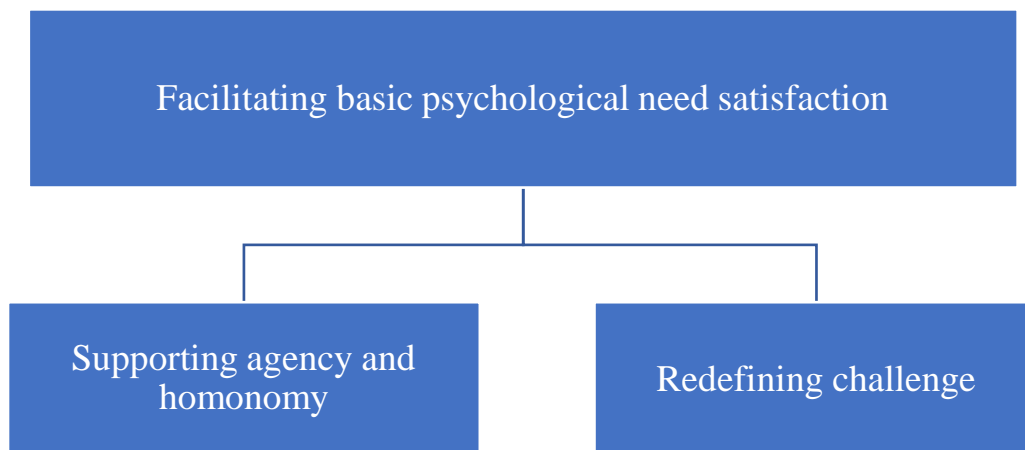 Facilitating basic psychological need satisfaction
Supporting agency and
homonomy
Redefining challenge